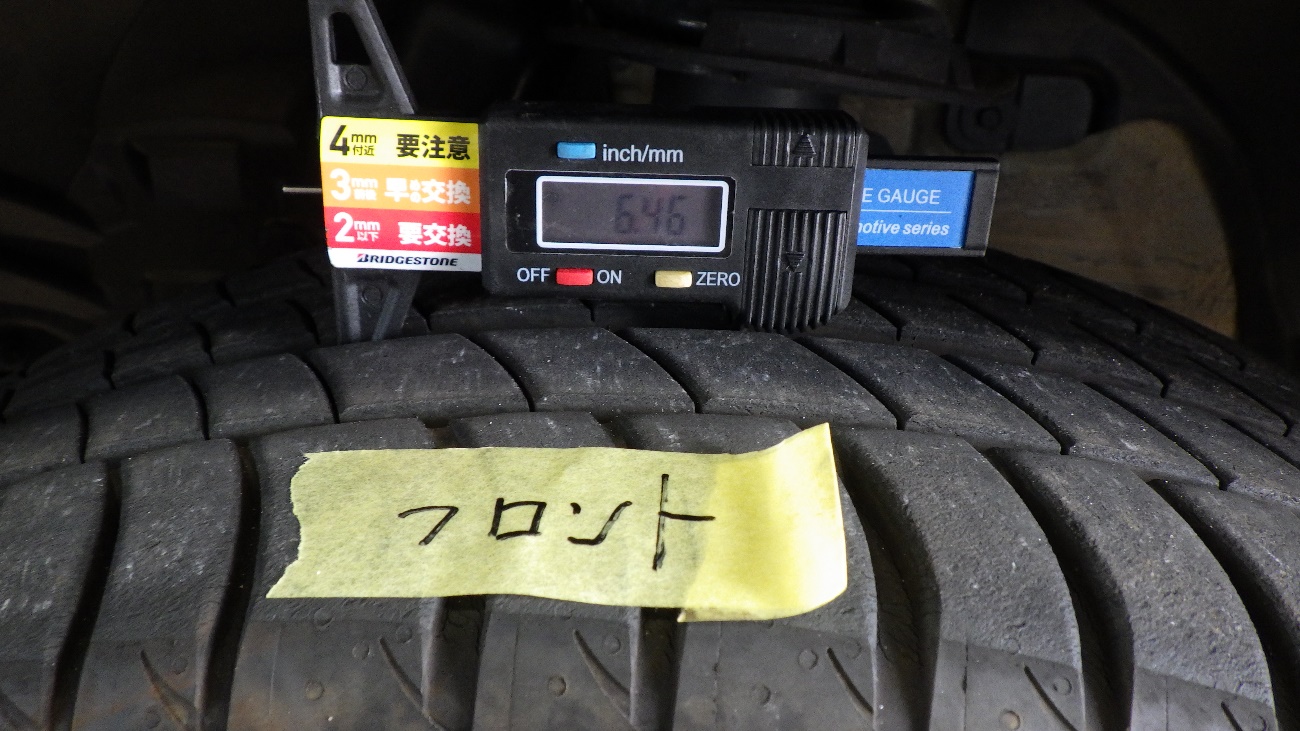 4mm付近 要注意
3mm 早めに交換
2mm以下 要交換
BRIDGESTONE
inch/mm
6.46
OFF ON ZERO
E GAUGE
motive series
フロント